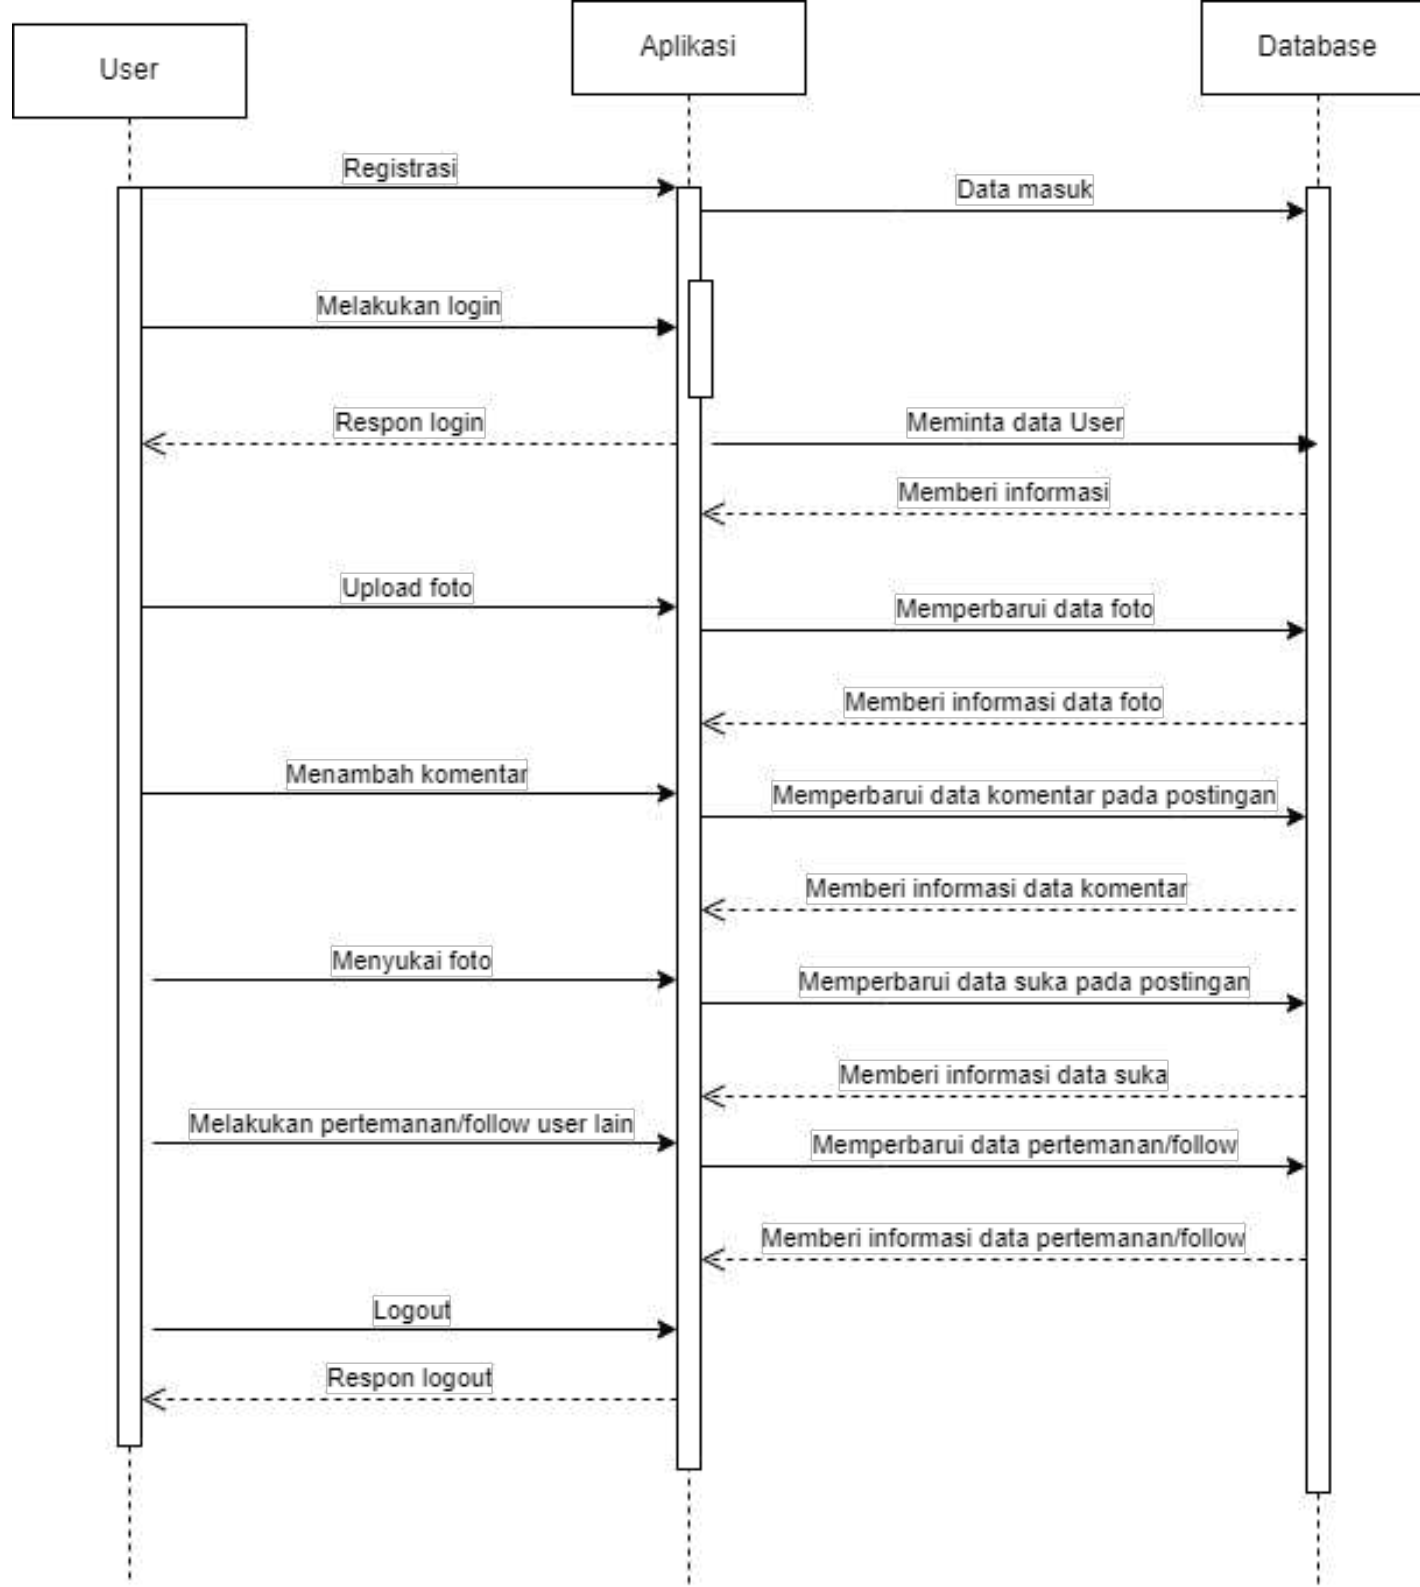 User
Aplikasi
Database
Registrasi
Data masuk
Melakukan login
Respon login
Meminta data User
Memberi informasi
Upload foto
Memperbarui data foto
Memberi informasi data foto
Menambah komentar
Memperbarui data komentar pada postingan
Memberi informasi data komentar
Menyukai foto
Memperbarui data suka pada postingan
Memberi informasi data suka
Melakukan pertemanan/follow user lain
Memperbarui data pertemanan/follow
Memberi informasi data pertemanan/follow
Logout
Respon logout